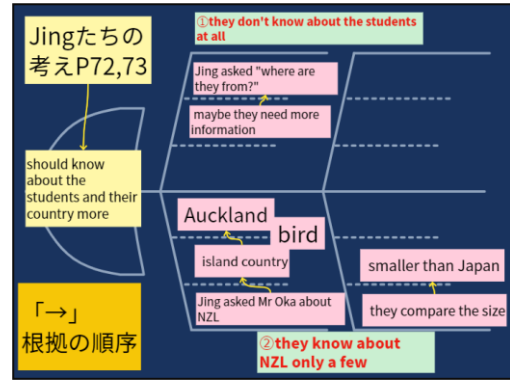 Jingたちの
考えP72,73
①they don't know about the students
at all
Jing asked "where are
they from?"
maybe they need more
information
should know
about the
students and their
country more
Auckland
bird
island country
smaller than Japan
Jing asked Mr Oka about
NZL
they compare the size
「→」
根拠の順序
②they know about
NZL only a few